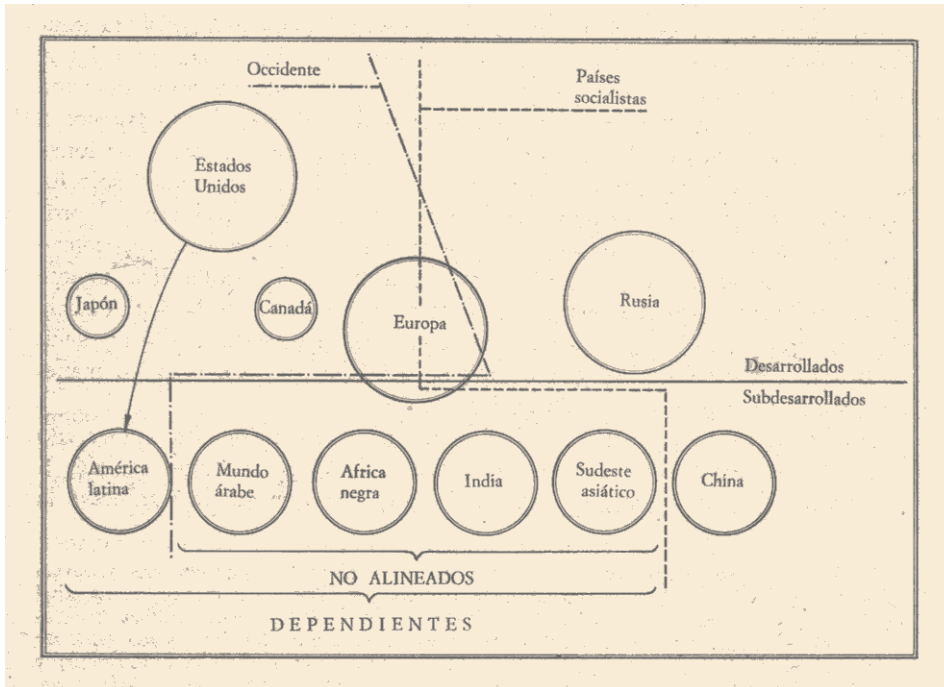 Occidente
Países
socialistas
Estados
Unidos
Japón
Canadá
Europa
Rusia
Desarrollados
Subdesarrollados
América
latina
Mundo
árabe
Africa
negra
India
Sudeste
asiático
China
NO ALINEADOS
DEPENDIENTES